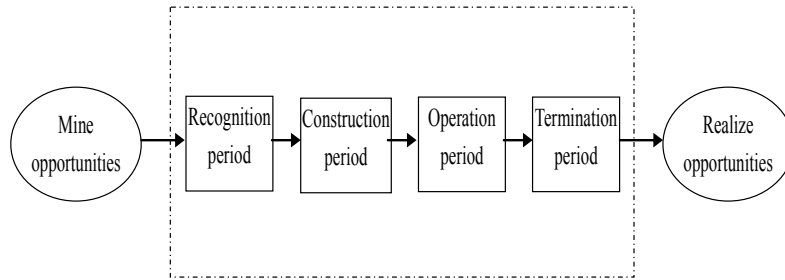 Mine
opportunities
Recognition
period
Construction
period
Operation
period
Termination
period
Realize
opportunities